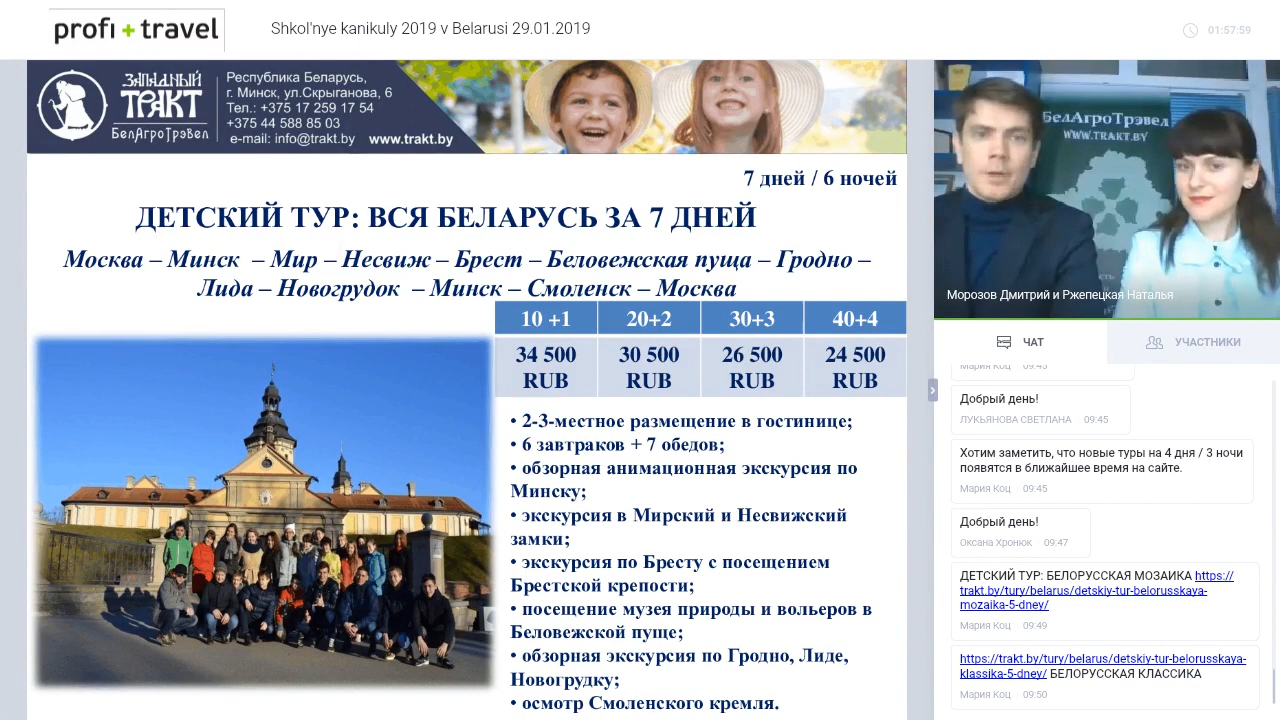 profi + travel
Shkol'nye kanikuly 2019 v Belarusi 29.01.2019
01:57:59
ЗАПАДНЫЙ
ТРАКТ
БелАгроТрэвел
Республика Беларусь,
г. Минск, ул.Скрыганова, 6
Тел.: +375 17 259 17 54
+375 44 588 85 03
e-mail: info@trakt.by www.trakt.by
7 дней / 6 ночей
ДЕТСКИЙ ТУР: ВСЯ БЕЛАРУСЬ ЗА 7 ДНЕЙ
Москва – Минск – Мир – Несвиж – Брест – Беловежская пуща – Гродно –
Лида – Новогрудок – Минск – Смоленск – Москва
10 +1 20+2 30+3 40+4
34 500 30 500 26 500 24 500
RUB RUB RUB RUB
• 2-3-местное размещение в гостинице;
• 6 завтраков + 7 обедов;
• обзорная анимационная экскурсия по
Минску;
• экскурсия в Мирский и Несвижский
замки;
• экскурсия по Бресту с посещением
Брестской крепости;
• посещение музея природы и вольеров в
Беловежской пуще;
• обзорная экскурсия по Гродно, Лиде,
Новогрудку;
• осмотр Смоленского кремля.
БелАгроТрэвел
WWW.TRAKT.BY
Морозов Дмитрий и Ржепецкая Наталья
ЧАТ УЧАСТНИКИ
Мария Коц 09:45
Добрый день!
ЛУКЬЯНОВА СВЕТЛАНА 09:45
Хотим заметить, что новые туры на 4 дня / 3 ночи
появятся в ближайшее время на сайте.
Мария Коц 09:45
Добрый день!
Оксана Хронюк 09:47
ДЕТСКИЙ ТУР: БЕЛОРУССКАЯ МОЗАИКА https://
trakt.by/tury/belarus/detskiy-tur-belorusskaya-
mozaika-5-dney/
Мария Коц 09:49
https://trakt.by/tury/belarus/detskiy-tur-belorusskaya-
klassika-5-dney/ БЕЛОРУССКАЯ КЛАССИКА
Мария Коц 09:50